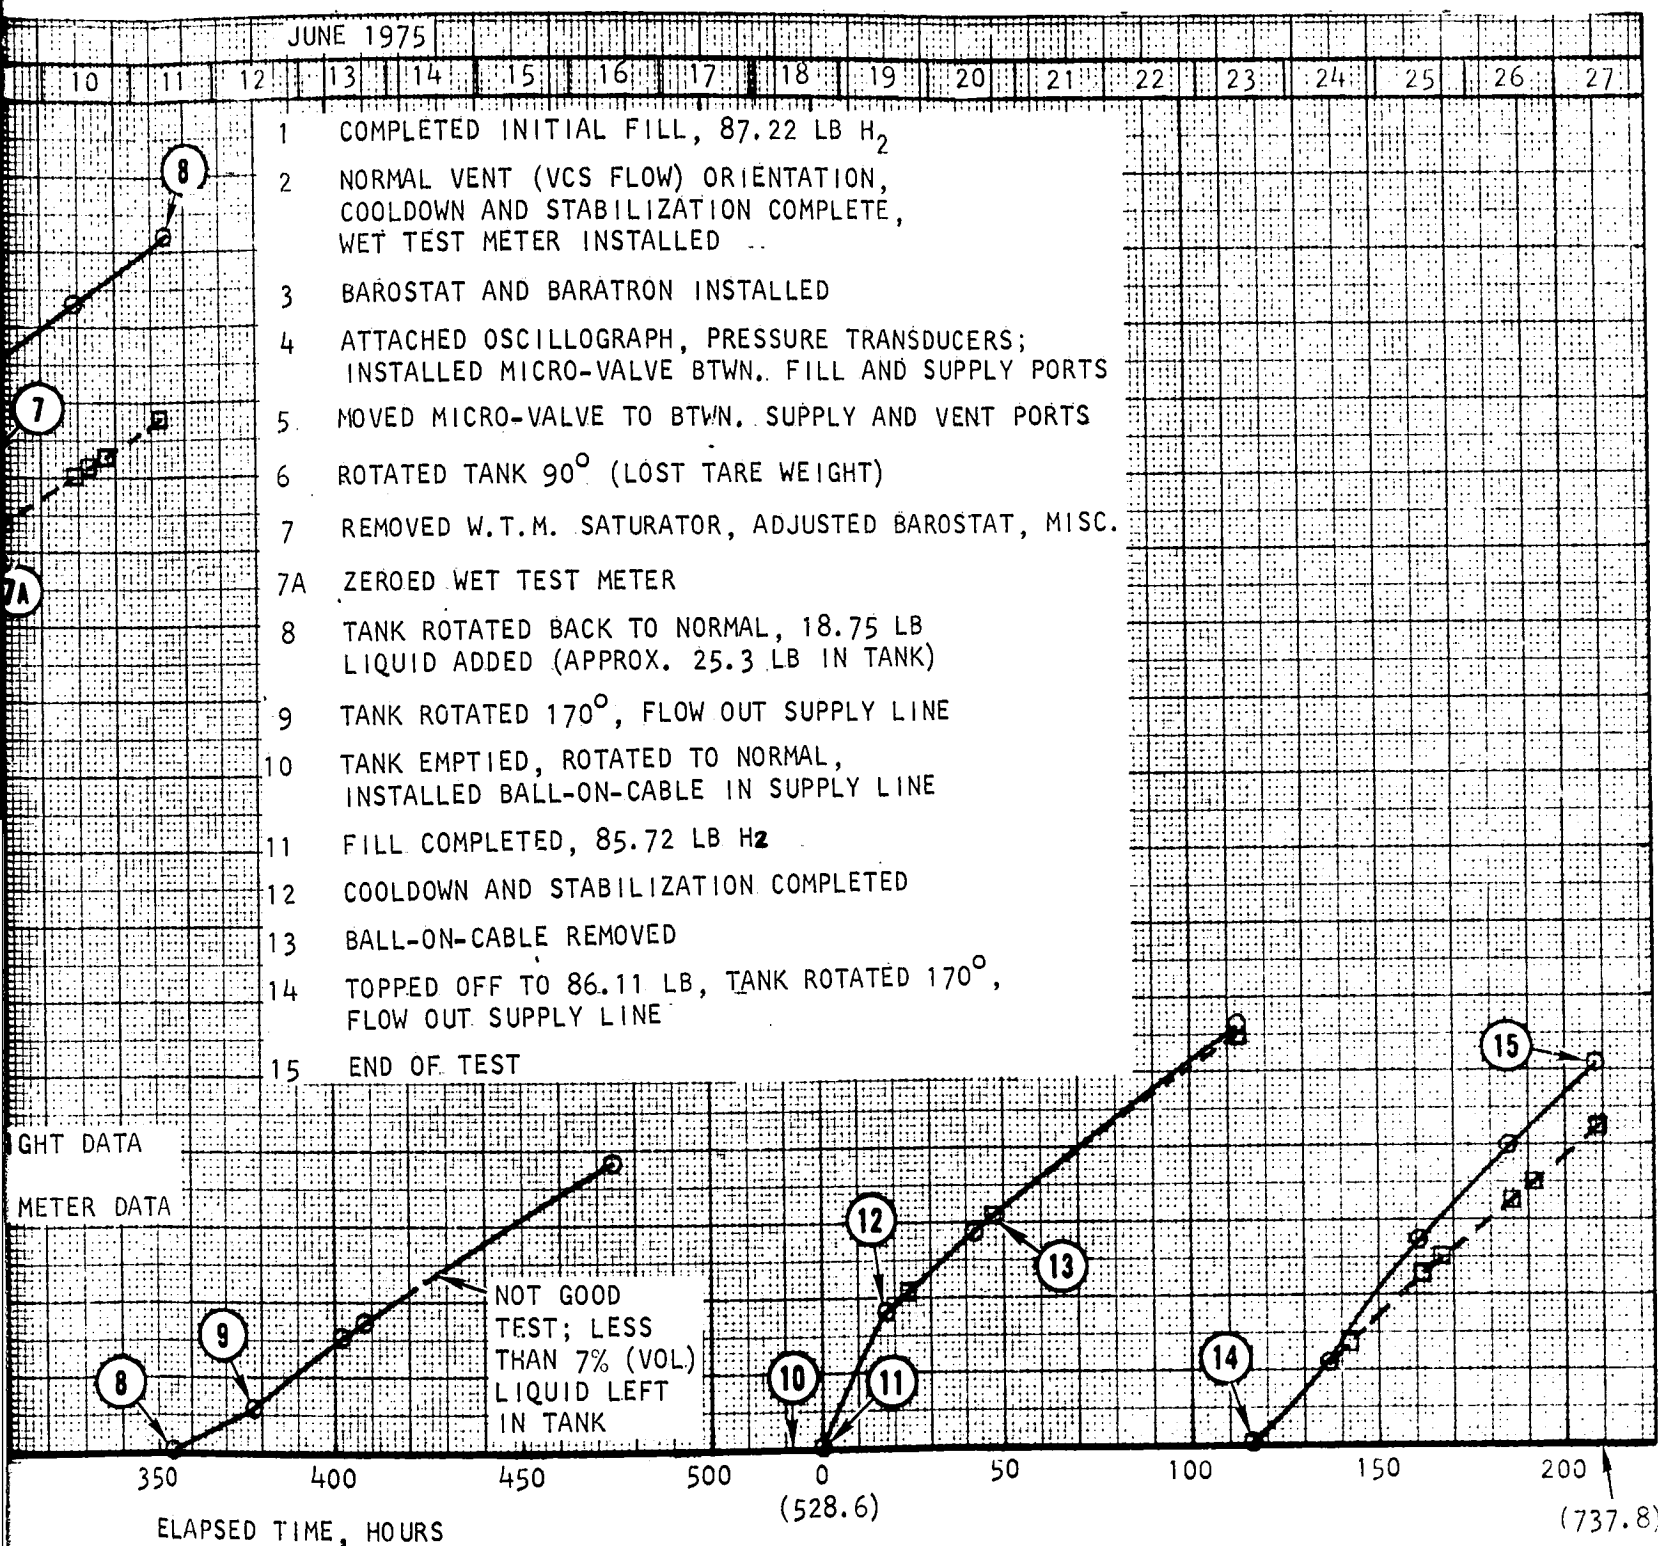 JUNE 1975
10 11 12 13 14 15 16 17 18 19 20 21 22 23 24 25 26 27
1 COMPLETED INITIAL FILL, 87.22 LB H2
2 NORMAL VENT (VCS FLOW) ORIENTATION,
COOLDOWN AND STABILIZATION COMPLETE,
WET TEST METER INSTALLED
3 BAROSTAT AND BARATRON INSTALLED
4 ATTACHED OSCILLOGRAPH, PRESSURE TRANSDUCERS;
INSTALLED MICRO-VALVE BTWN. FILL AND SUPPLY PORTS
5 MOVED MICRO-VALVE TO BTWN. SUPPLY AND VENT PORTS
6 ROTATED TANK 90° (LOST TARE WEIGHT)
7 REMOVED W.T.M. SATURATOR, ADJUSTED BAROSTAT, MISC.
7A ZEROED WET TEST METER
8 TANK ROTATED BACK TO NORMAL, 18.75 LB
LIQUID ADDED (APPROX. 25.3 LB IN TANK)
9 TANK ROTATED 170°, FLOW OUT SUPPLY LINE
10 TANK EMPTIED, ROTATED TO NORMAL,
INSTALLED BALL-ON-CABLE IN SUPPLY LINE
11 FILL COMPLETED, 85.72 LB H2
12 COOLDOWN AND STABILIZATION COMPLETED
13 BALL-ON-CABLE REMOVED
14 TOPPED OFF TO 86.11 LB, TANK ROTATED 170°,
FLOW OUT SUPPLY LINE
15 END OF TEST
8
7
7A
GHT DATA
METER DATA
8
9
NOT GOOD
TEST; LESS
THAN 7% (VOL)
LIQUID LEFT
IN TANK
10
11
12
13
14
15
350 400 450 500 0 50 100 150 200
(528.6)
(737.8)
ELAPSED TIME, HOURS